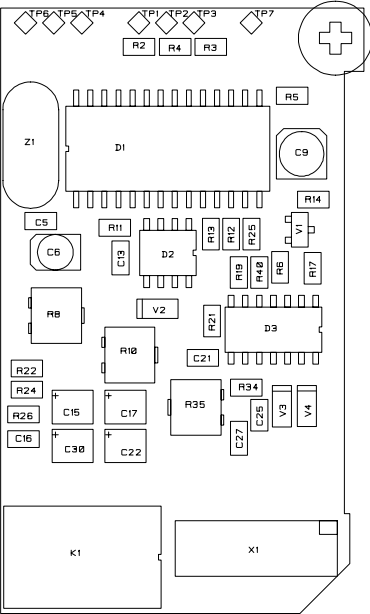 TP6 TP5 TP4 TP1 TP2 TP3 TP7
R2 R4 R3
R5
Z1 D1 C9
R14
C5 R11 R13 R12 R25 V1
C6 C13 D2
R19 R40 R6 R17
R8 V2 R21 D3
R10 C21
R22
R24 R34
R26 C15 C17 R35 C25 V3 V4
C16 C30 C22 C27
K1 X1